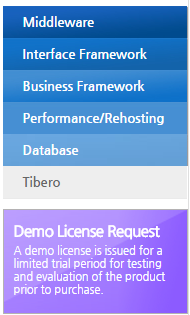 Middleware
Interface Framework
Business Framework
Performance/Rehosting
Database
Tibero
Demo License Request
A demo license is issued for a
limited trial period for testing
and evaluation of the product
prior to purchase.